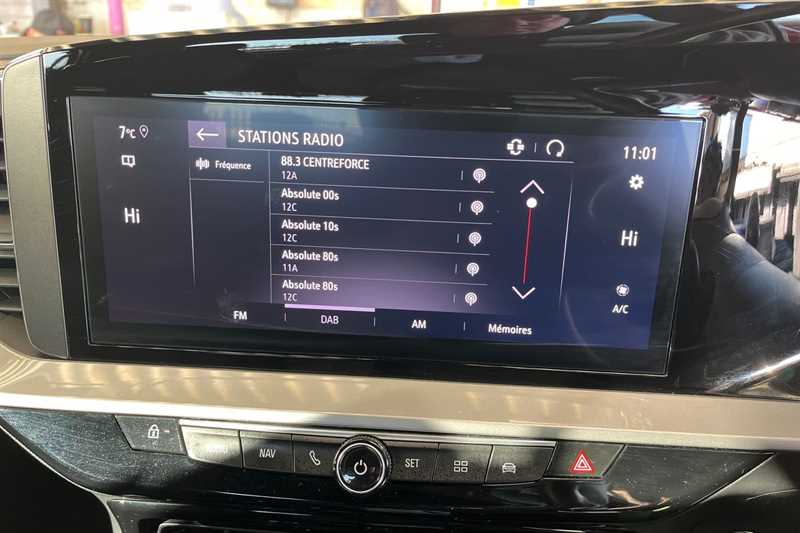 7°C
STATIONS RADIO
11:01
Fréquence
88.3 CENTREFORCE
12A
Absolute 00s
12C
Absolute 10s
12C
Absolute 80s
11A
Absolute 80s
12C
Hi
Hi
A/C
FM
DAB
AM
Mémoires
NAV
SET